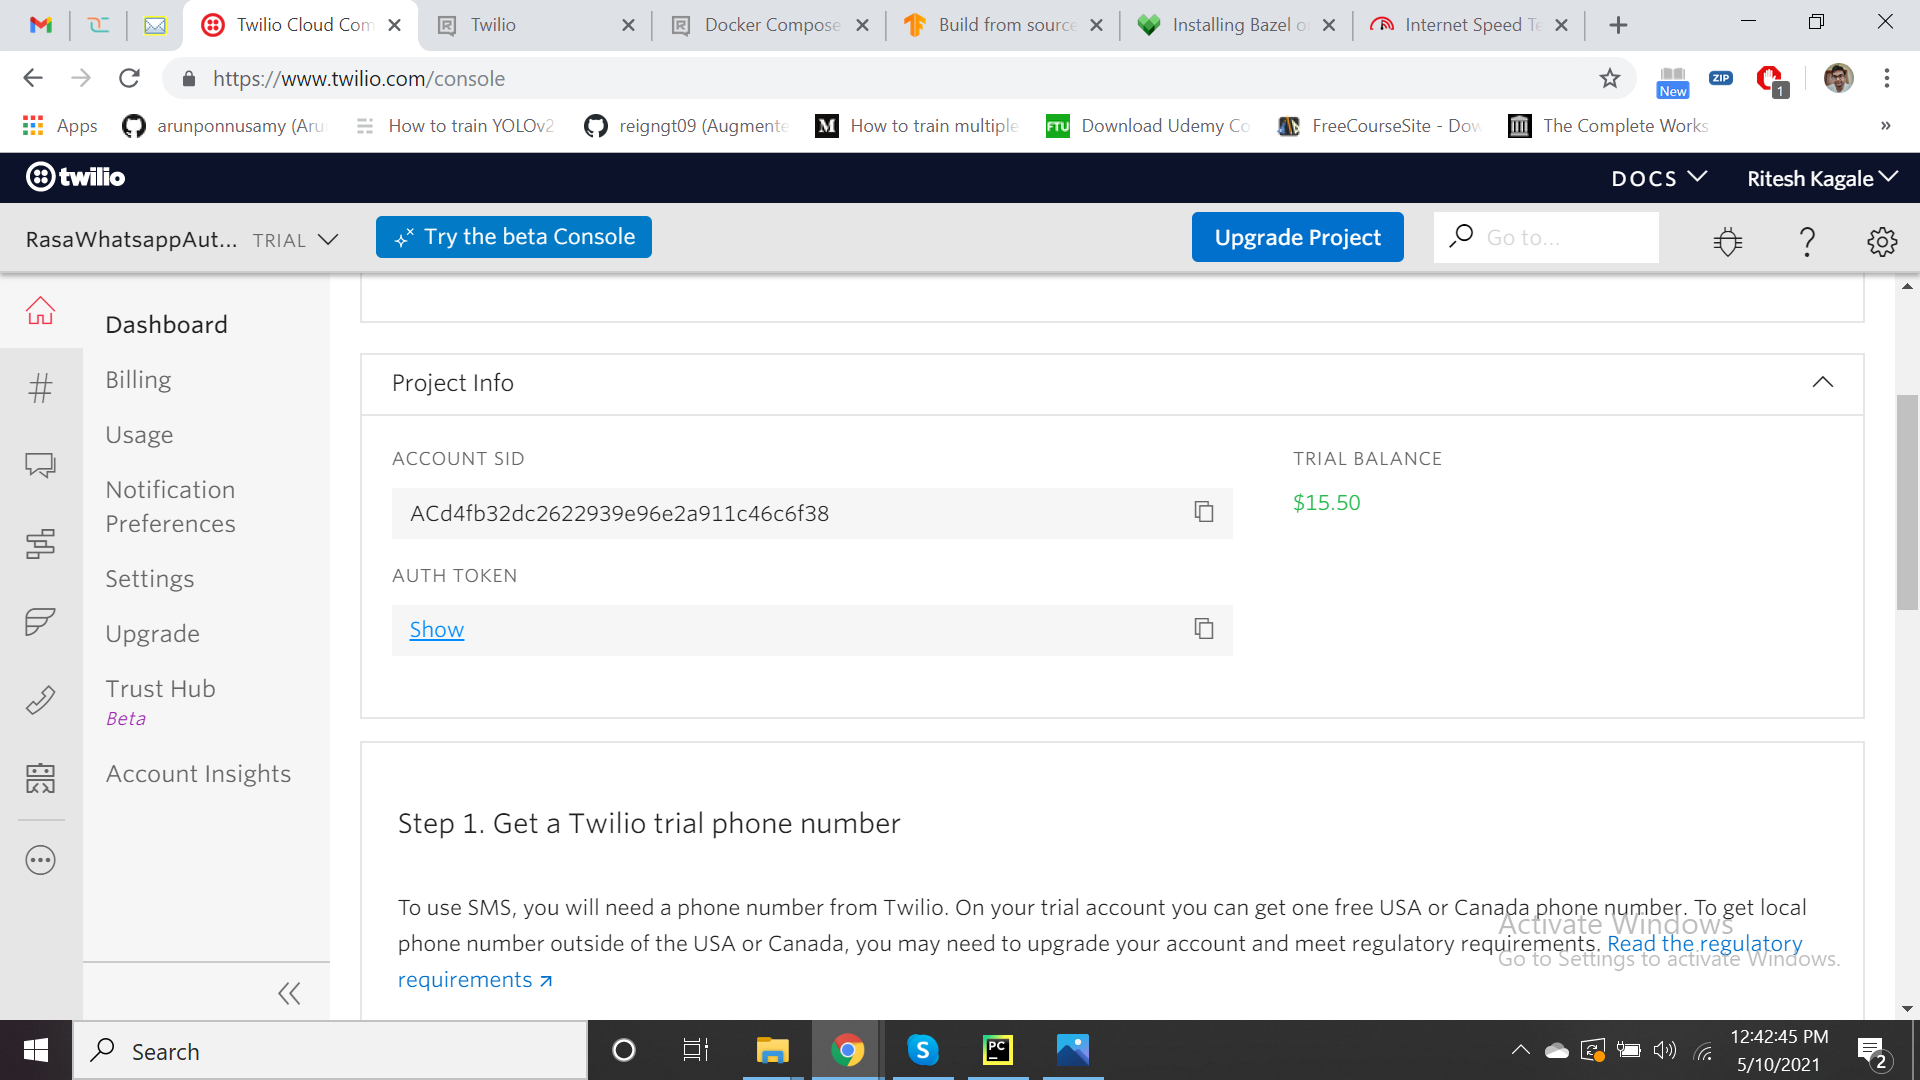 Twilio Cloud Com
Twilio
Docker Compose
Build from source
Installing Bazel o
Internet Speed Te
https://www.twilio.com/console
New
ZIP
1
Apps
arunponnusamy (Aru
How to train YOLOv2
reigngt09 (Augmente
M
How to train multiple
FTU
Download Udemy Co
FreeCourseSite - Dow
The Complete Works
»
twilio
DOCS
Ritesh Kagale
RasaWhatsappAut... TRIAL
Try the beta Console
Upgrade Project
Go to...
Dashboard
Billing
Usage
Notification
Preferences
Settings
Upgrade
Trust Hub
Beta
Account Insights
Project Info
ACCOUNT SID
ACd4fb32dc2622939e96e2a911c46c6f38
TRIAL BALANCE
$15.50
AUTH TOKEN
Show
Step 1. Get a Twilio trial phone number
To use SMS, you will need a phone number from Twilio. On your trial account you can get one free USA or Canada phone number. To get local
phone number outside of the USA or Canada, you may need to upgrade your account and meet regulatory requirements. Read the regulatory
requirements
Activate Windows
Go to Settings to activate Windows.
Search
S
PC
12:42:45 PM
5/10/2021
2